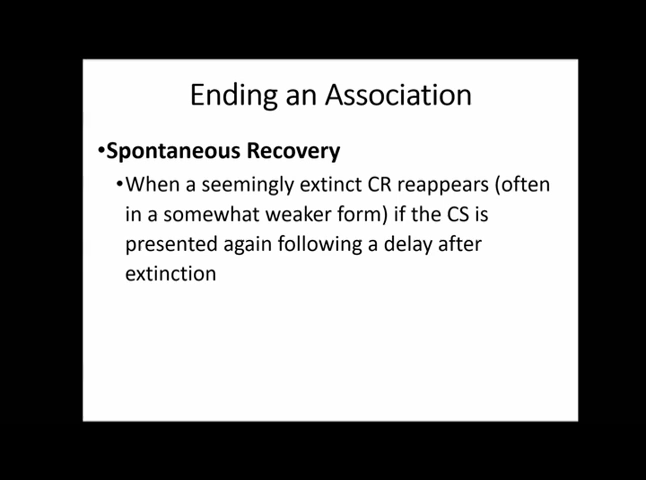 Ending an Association
•Spontaneous Recovery
•When a seemingly extinct CR reappears (often
in a somewhat weaker form) if the CS is
presented again following a delay after
extinction